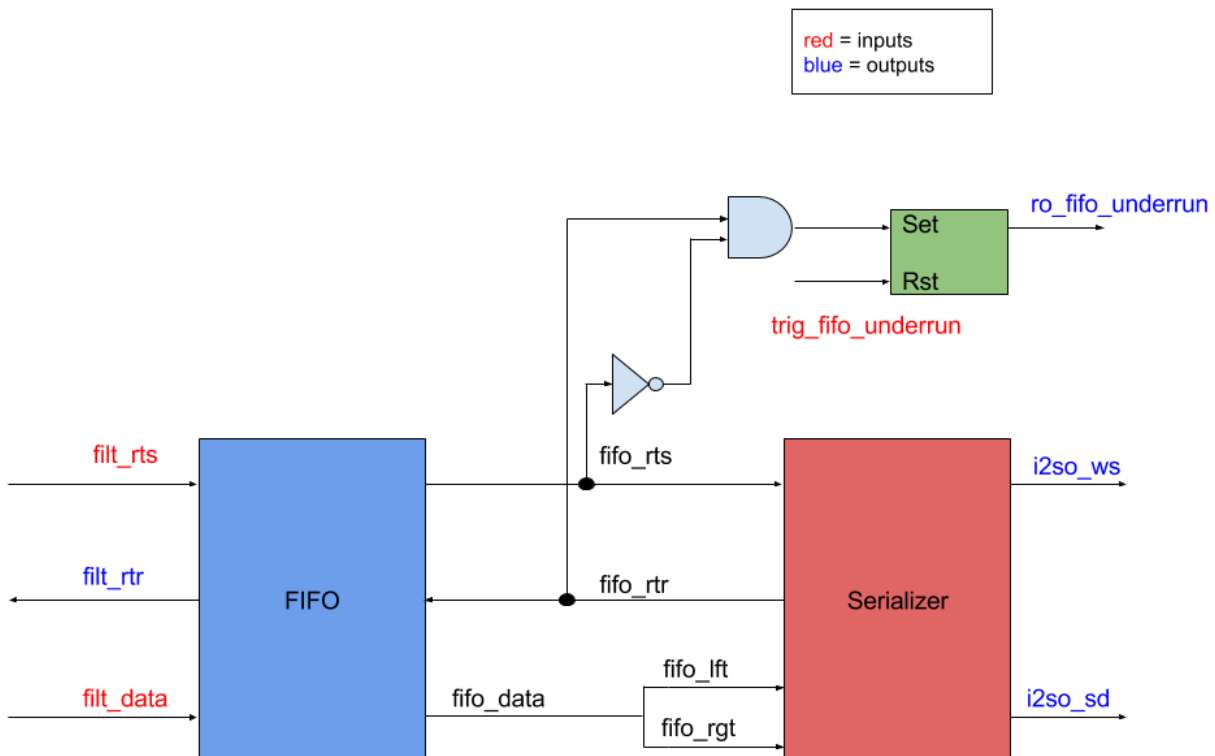 red = inputs
blue = outputs
ro_fifo_underrun
Set
Rst
trig_fifo_underrun
filt_rts
fifo_rts
i2so_ws
filt_rtr
FIFO
fifo_rtr
Serializer
filt_data
fifo_data
fifo_lft
fifo_rgt
i2so_sd